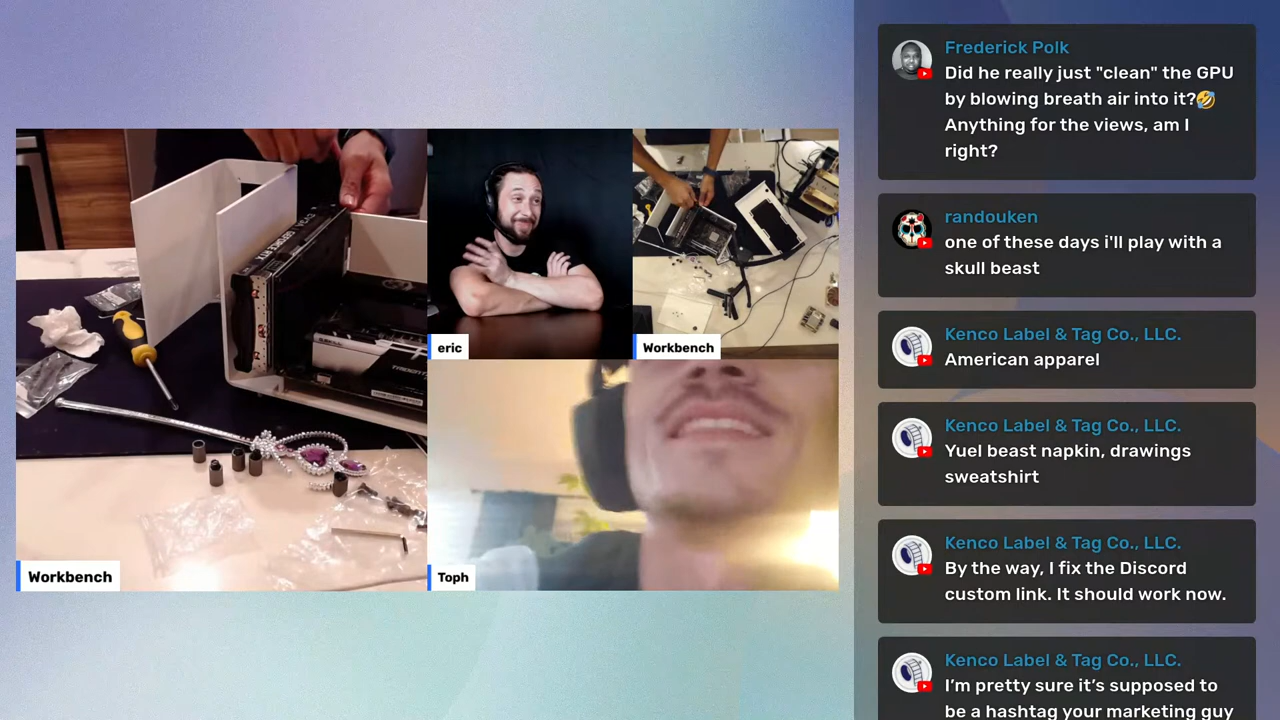 Workbench
eric
Workbench
Toph
Frederick Polk
Did he really just "clean" the GPU
by blowing breath air into it?🤣
Anything for the views, am I
right?
randouken
one of these days i'll play with a
skull beast
Kenco Label & Tag Co., LLC.
American apparel
Kenco Label & Tag Co., LLC.
Yuel beast napkin, drawings
sweatshirt
Kenco Label & Tag Co., LLC.
By the way, I fix the Discord
custom link. It should work now.
Kenco Label & Tag Co., LLC.
I'm pretty sure it's supposed to
be a hashtag your marketing guy